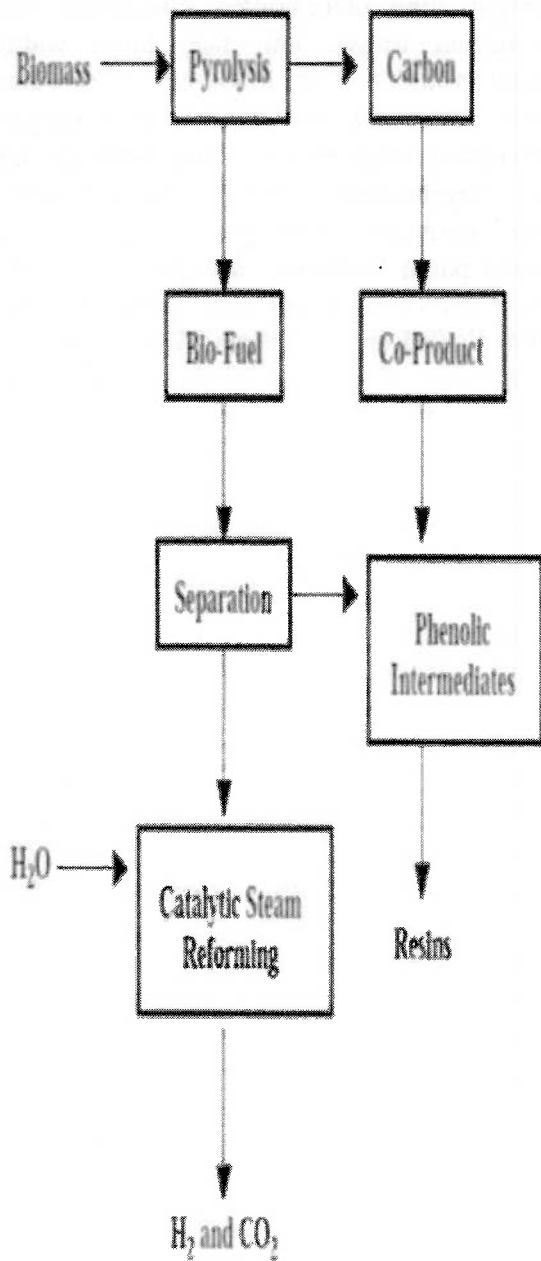 Biomass
Pyrolysis
Carbon
Bio-Fuel
Co-Product
Separation
Phenolic
Intermediates
H₂O
Catalytic Steam
Reforming
Resins
H₂ and CO₂